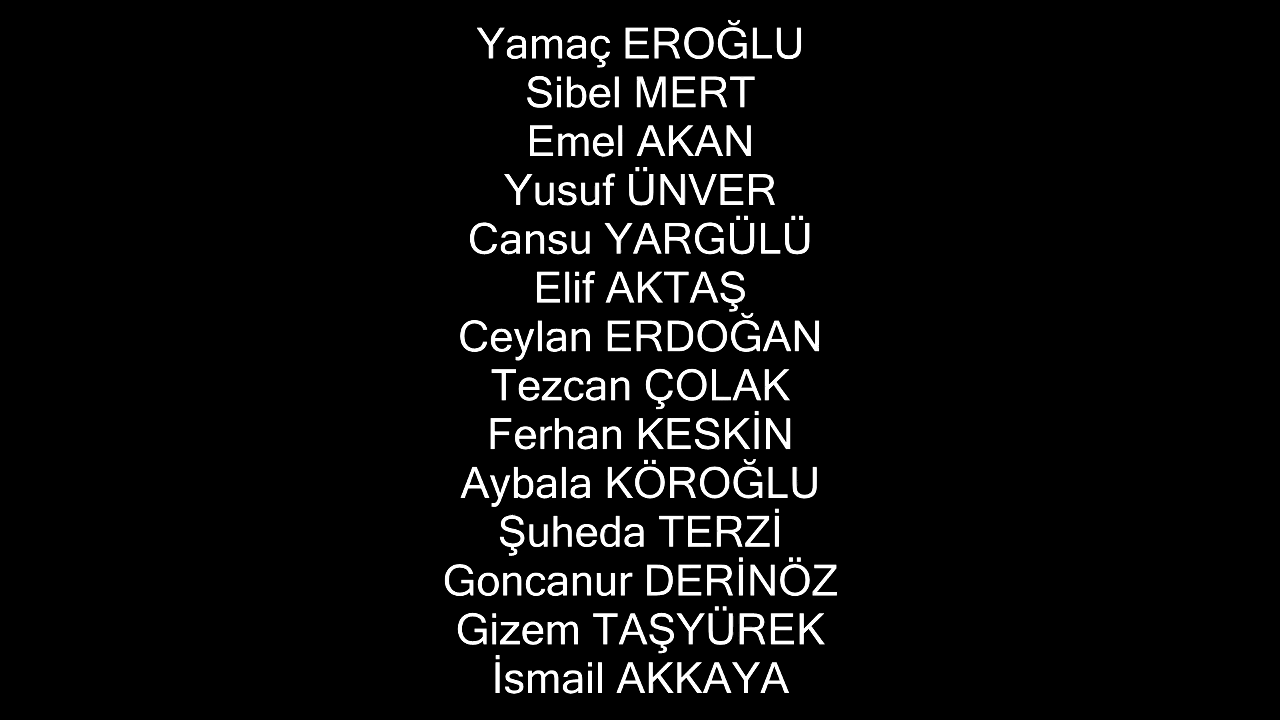 Yamaç EROĞLU
Sibel MERT
Emel AKAN
Yusuf ÜNVER
Cansu YARGÜLÜ
Elif AKTAŞ
Ceylan ERDOĞAN
Tezcan ÇOLAK
Ferhan KESKİN
Aybala KÖROĞLU
Şuheda TERZİ
Goncanur DERİNÖZ
Gizem TAŞYÜREK
İsmail AKKAYA